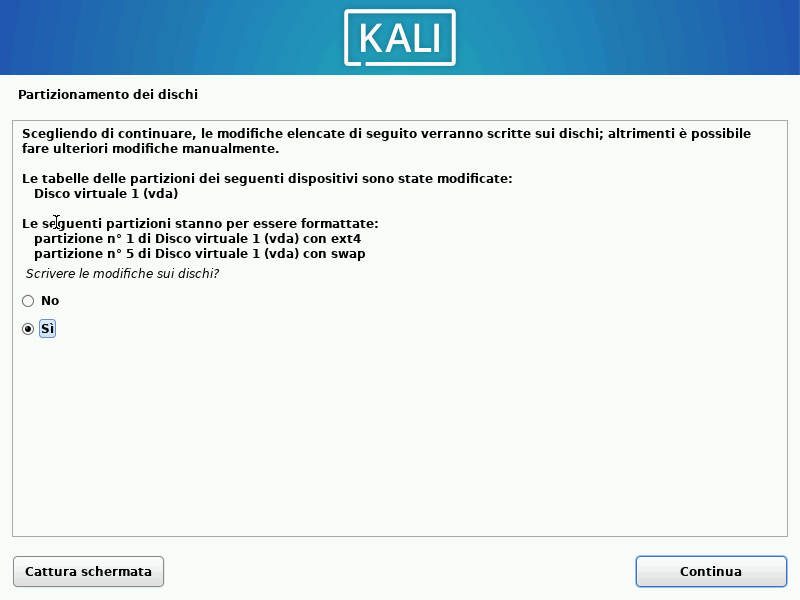 KALI
Partizionamento dei dischi
Scegliendo di continuare, le modifiche elencate di seguito verranno scritte sui dischi; altrimenti è possibile
fare ulteriori modifiche manualmente.
Le tabelle delle partizioni dei seguenti dispositivi sono state modificate:
Disco virtuale 1 (vda)
Le seguenti partizioni stanno per essere formattate:
partizione n° 1 di Disco virtuale 1 (vda) con ext4
partizione n° 5 di Disco virtuale 1 (vda) con swap
Scrivere le modifiche sui dischi?
No
Sì
Cattura schermata
Continua